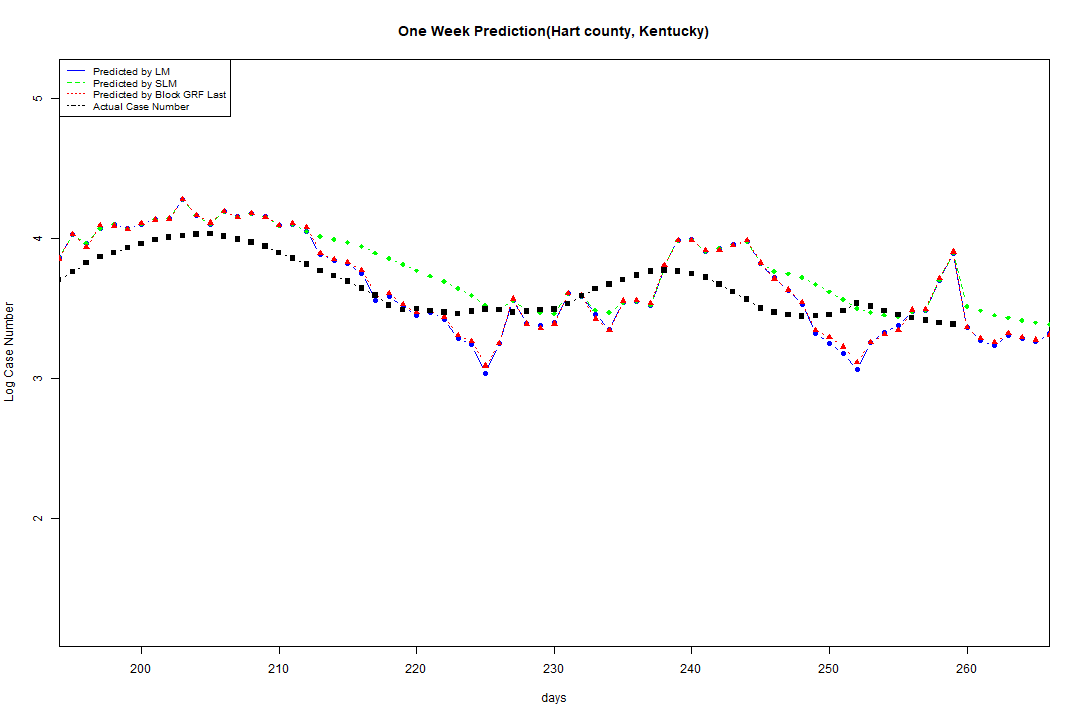 One Week Prediction(Hart county, Kentucky)
Predicted by LM
Predicted by SLM
Predicted by Block GRF Last
Actual Case Number
5
4
3
2
Log Case Number
200 210 220 230 240 250 260
days